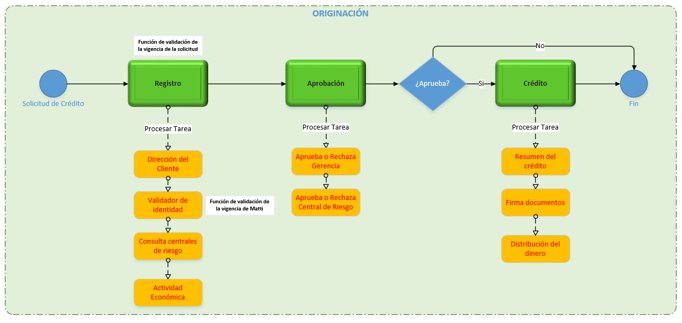 ORIGINACIÓN
Función de validación de
la vigencia de la solicitud
No
Solicitud de Crédito
Registro
Aprobación
¿Aprueba?
Si
Crédito
Fin
Procesar Tarea
Procesar Tarea
Procesar Tarea
Dirección del
Cliente
Validador de
identidad
Función de validación de
la vigencia de Matti
Consulta centrales
de riesgo
Actividad
Económica
Aprueba o Rechaza
Gerencia
Aprueba o Rechaza
Central de Riesgo
Resumen del
crédito
Firma documentos
Distribución del
dinero